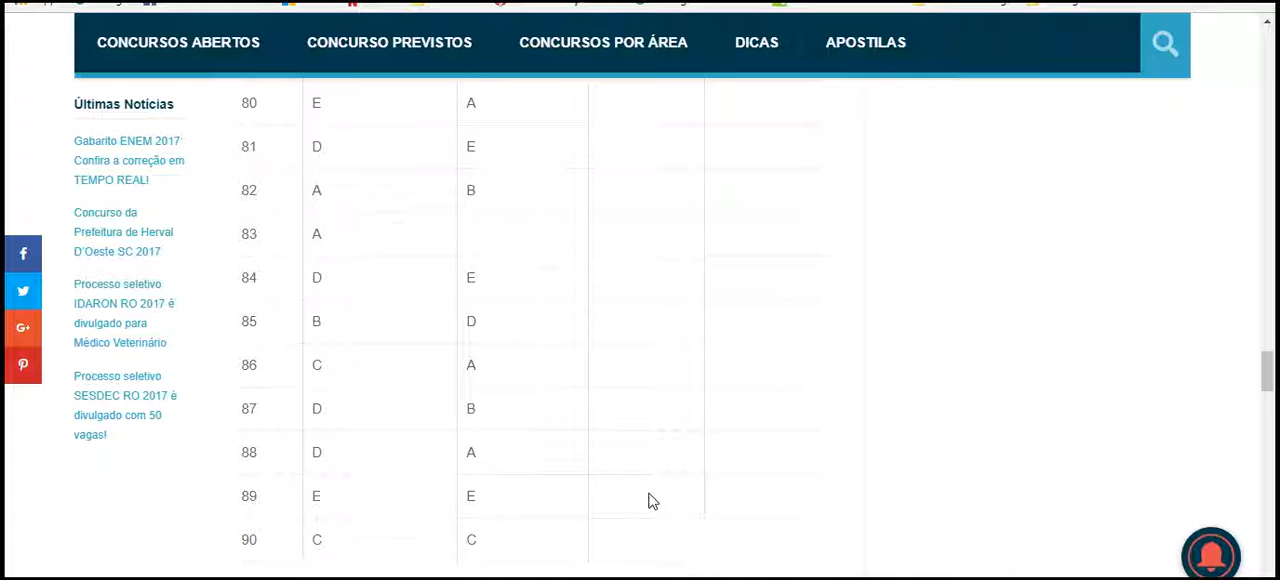 CONCURSOS ABERTOS CONCURSO PREVISTOS CONCURSOS POR ÁREA DICAS APOSTILAS
Últimas Notícias
Gabarito ENEM 2017:
Confira a correção em
TEMPO REAL!
Concurso da
Prefeitura de Herval
D'Oeste SC 2017
Processo seletivo
IDARON RO 2017 é
divulgado para
Médico Veterinário
Processo seletivo
SESDEC RO 2017 é
divulgado com 50
vagas!
80 E A
81 D E
82 A B
83 A
84 D E
85 B D
86 C A
87 D B
88 D A
89 E E
90 C C